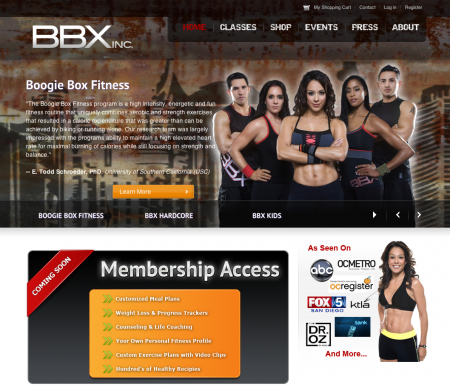 My Shopping Cart Contact Log in Register
BBX INC.
HOME CLASSES SHOP EVENTS PRESS ABOUT
Boogie Box Fitness
"The Boogie Box Fitness program is a high intensity, energetic and fun
fitness routine that uniquely combines aerobic and strength exercises
that resulted in a caloric expenditure that was greater than can be
achieved by biking or running alone. Our research team was largely
impressed with the programs ability to maintain a high elevated heart
rate for maximal burning of calories while still focusing on strength and
balance."
— E. Todd Schroeder, PhD, University of Southern California (USC)
Learn More
BBX
BOOGIE BOX FITNESS BBX HARDCORE BBX KIDS
COMING SOON
Membership Access
Customized Meal Plans
Weight Loss & Progress Trackers
Counseling & Life Coaching
Your Own Personal Fitness Profile
Custom Exercise Plans with Video Clips
Hundred's of Healthy Recipies
As Seen On
abc OCMETRO
ocregister
FOX 5 ktla
SAN DIEGO
DR.
OZ
And More...